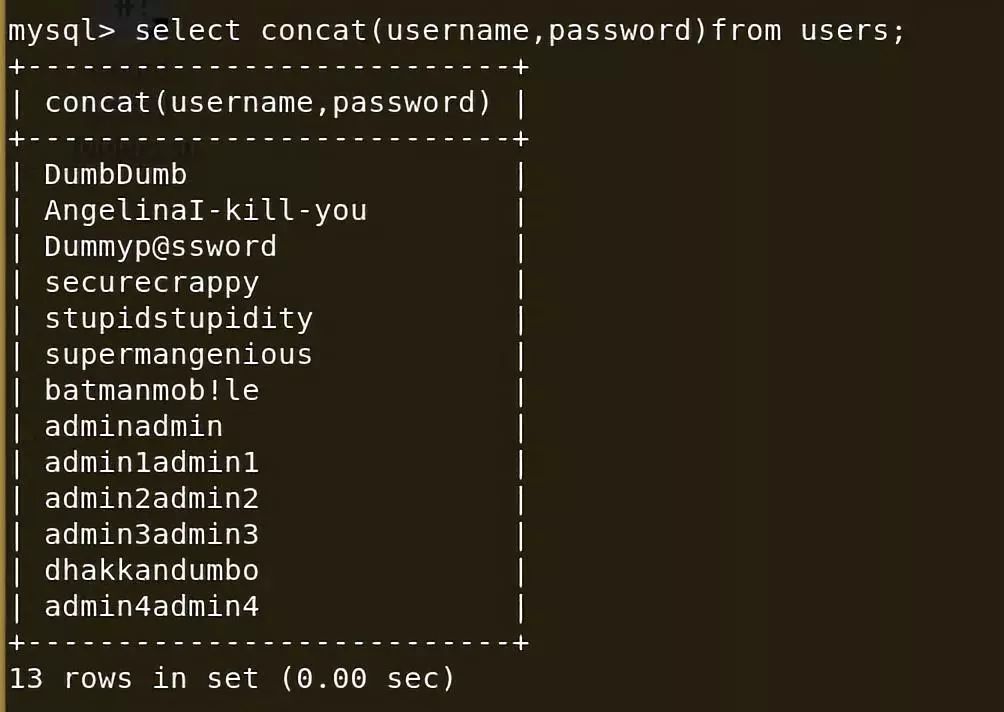 mysql> select concat(username,password)from users;
+---------------------------+
| concat(username,password) |
+---------------------------+
| DumbDumb |
| AngelinaI-kill-you |
| Dummyp@ssword |
| securecrappy |
| stupidstupidity |
| supermangenious |
| batmanmob!le |
| adminadmin |
| admin1admin1 |
| admin2admin2 |
| admin3admin3 |
| dhakkandumbo |
| admin4admin4 |
+---------------------------+
13 rows in set (0.00 sec)